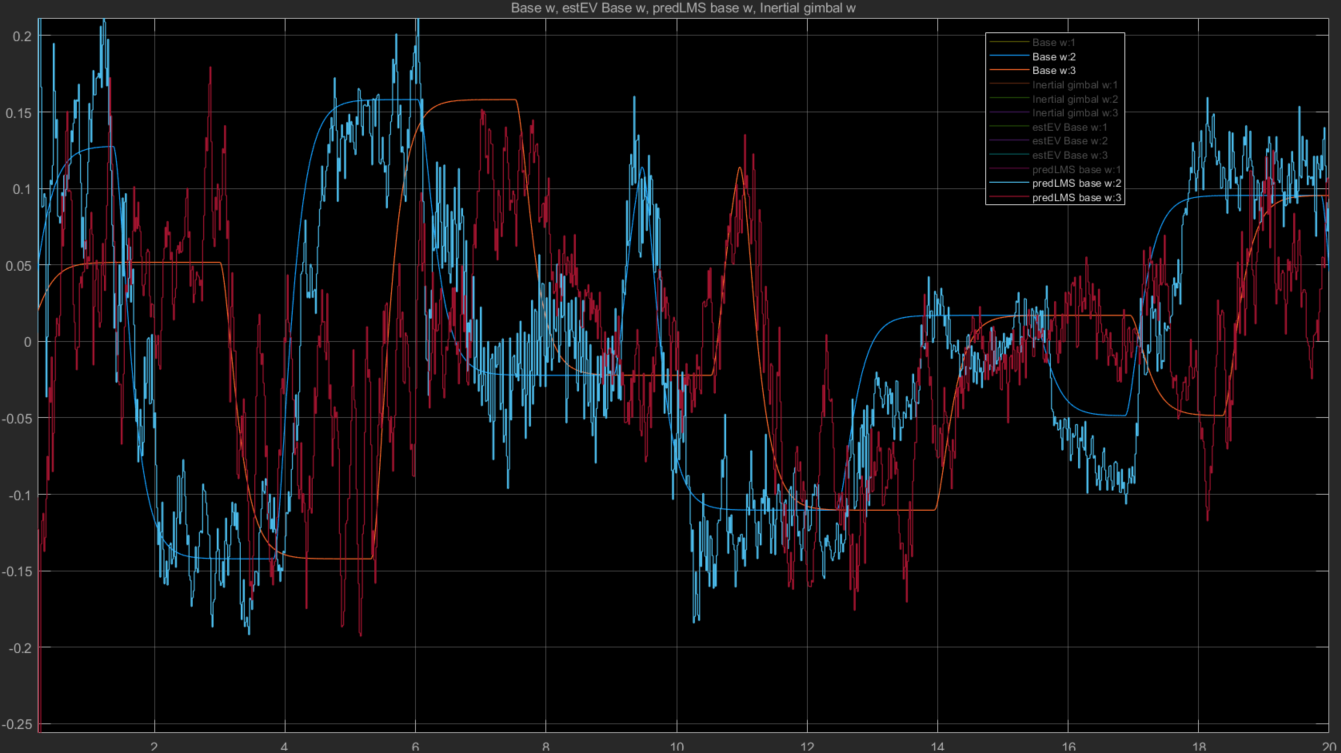 Base w, estEV Base w, predLMS base w, Inertial gimbal w
0.2
0.15
0.1
0.05
0
-0.05
-0.1
-0.15
-0.2
-0.25
Base w:1
Base w:2
Base w:3
Inertial gimbal w:1
Inertial gimbal w:2
Inertial gimbal w:3
estEV Base w:1
estEV Base w:2
estEV Base w:3
predLMS base w:1
predLMS base w:2
predLMS base w:3
2 4 6 8 10 12 14 16 18 20